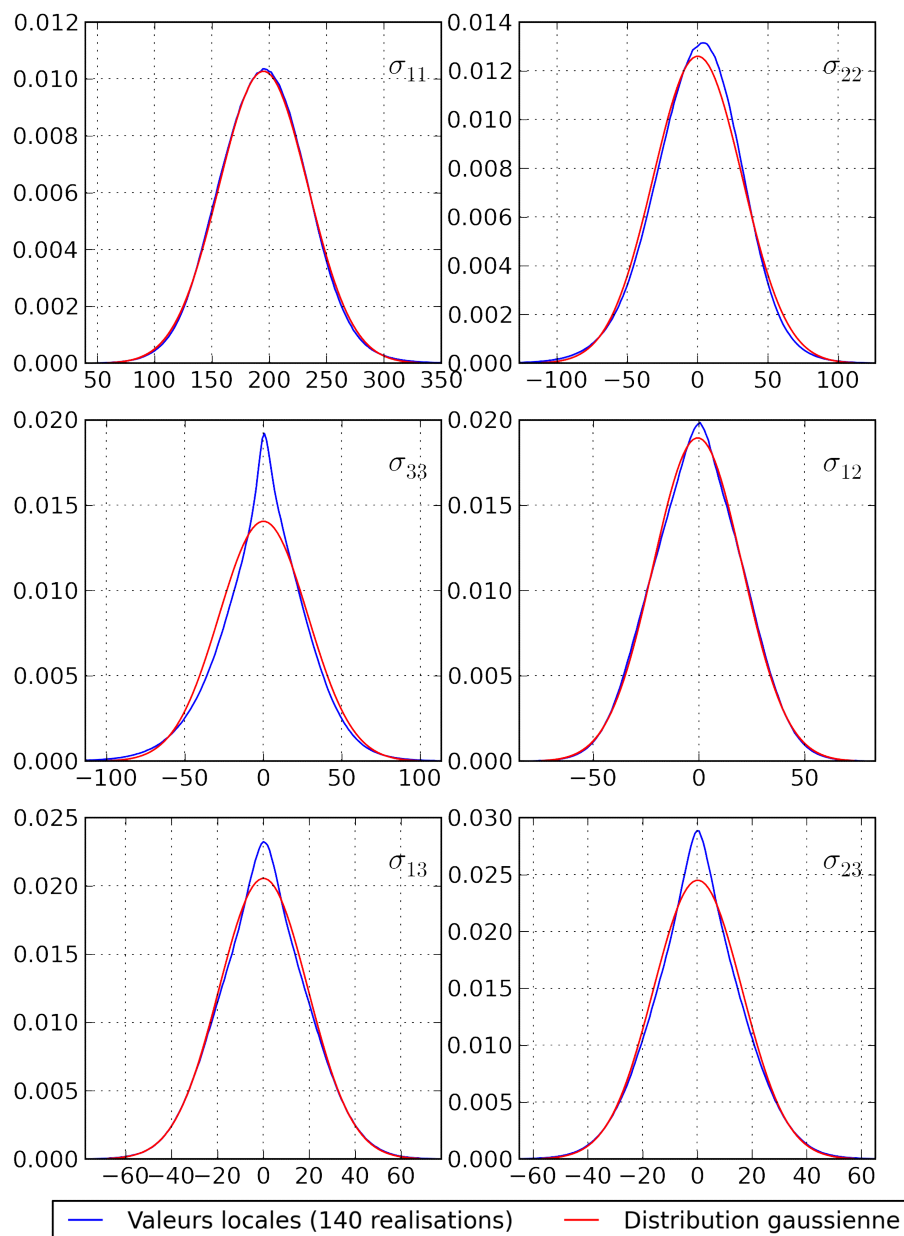 0.012
0.010
0.008
0.006
0.004
0.002
0.000
50 100 150 200 250 300 350
σ11
0.014
0.012
0.010
0.008
0.006
0.004
0.002
0.000
−100 −50 0 50 100
σ22
0.020
0.015
0.010
0.005
0.000
−100 −50 0 50 100
σ33
0.020
0.015
0.010
0.005
0.000
−50 0 50
σ12
0.025
0.020
0.015
0.010
0.005
0.000
−60 −40 −20 0 20 40 60
σ13
0.030
0.025
0.020
0.015
0.010
0.005
0.000
−60 −40 −20 0 20 40 60
σ23
Valeurs locales (140 realisations) Distribution gaussienne